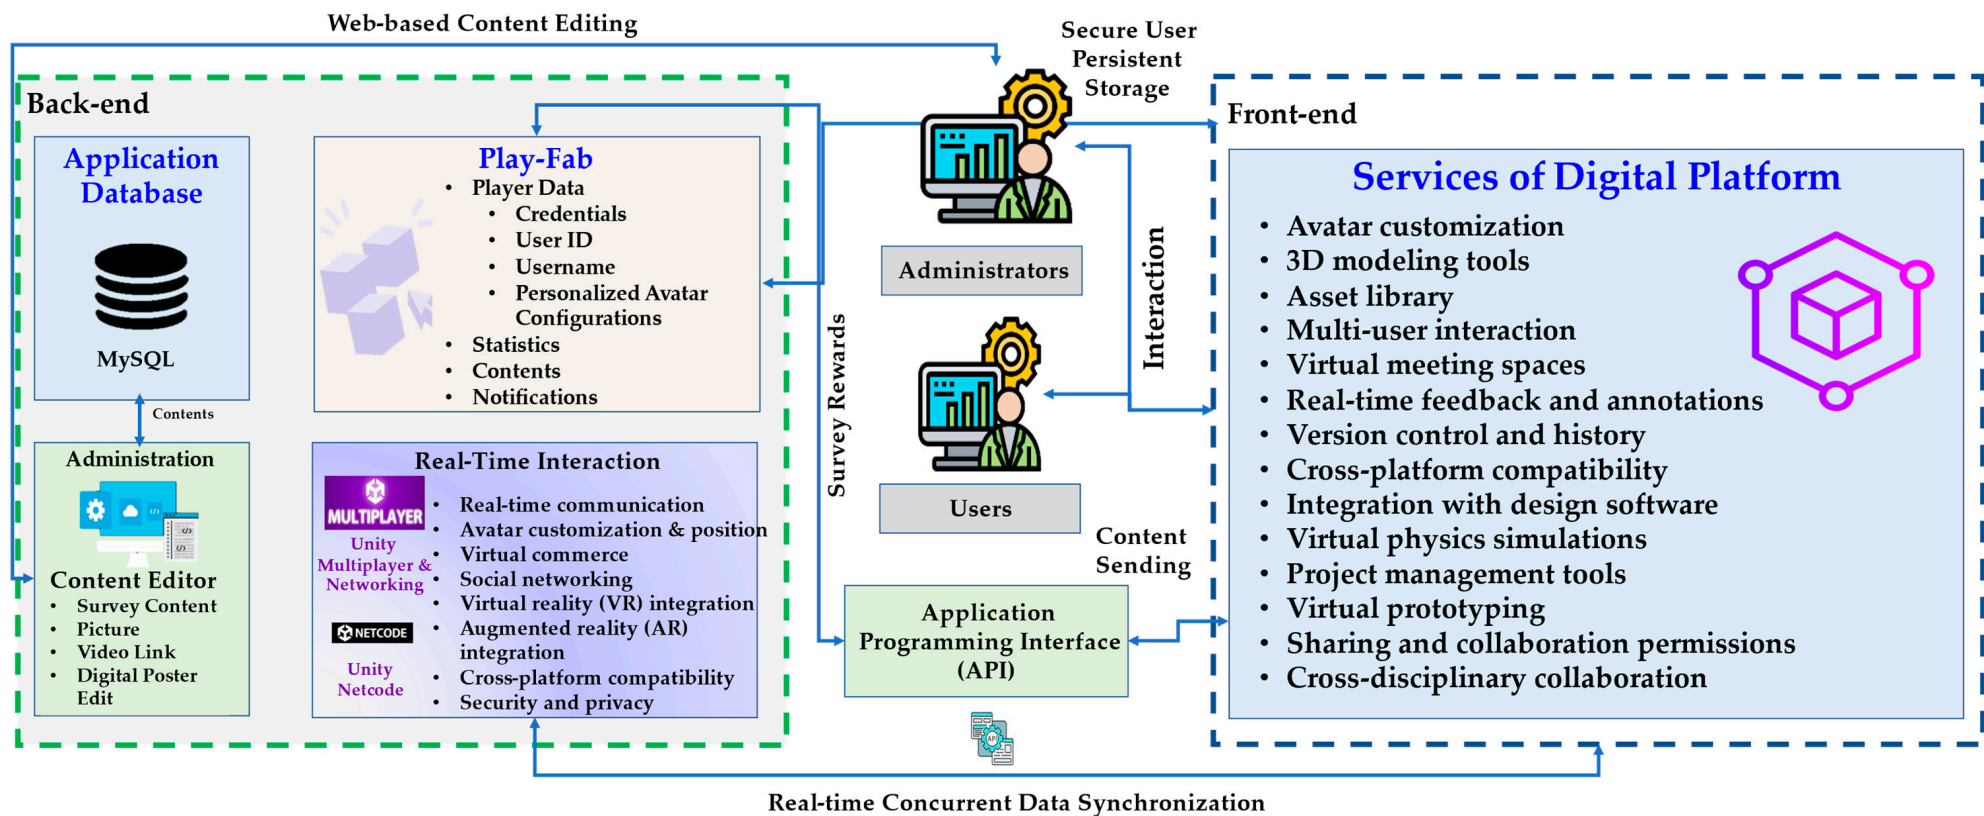 Web-based Content Editing
Secure User
Persistent
Storage
Back-end
Application
Database
MySQL
Contents
Administration
Content Editor
• Survey Content
• Picture
• Video Link
• Digital Poster
Edit
Play-Fab
• Player Data
• Credentials
• User ID
• Username
• Personalized Avatar
Configurations
• Statistics
• Contents
• Notifications
Real-Time Interaction
MULTIPLAYER
Unity
Multiplayer &
Networking
NETCODE
Unity
Netcode
• Real-time communication
• Avatar customization & position
• Virtual commerce
• Social networking
• Virtual reality (VR) integration
• Augmented reality (AR)
integration
• Cross-platform compatibility
• Security and privacy
Survey Rewards
Administrators
Users
Interaction
Content
Sending
Application
Programming Interface
(API)
API
Front-end
Services of Digital Platform
• Avatar customization
• 3D modeling tools
• Asset library
• Multi-user interaction
• Virtual meeting spaces
• Real-time feedback and annotations
• Version control and history
• Cross-platform compatibility
• Integration with design software
• Virtual physics simulations
• Project management tools
• Virtual prototyping
• Sharing and collaboration permissions
• Cross-disciplinary collaboration
Real-time Concurrent Data Synchronization